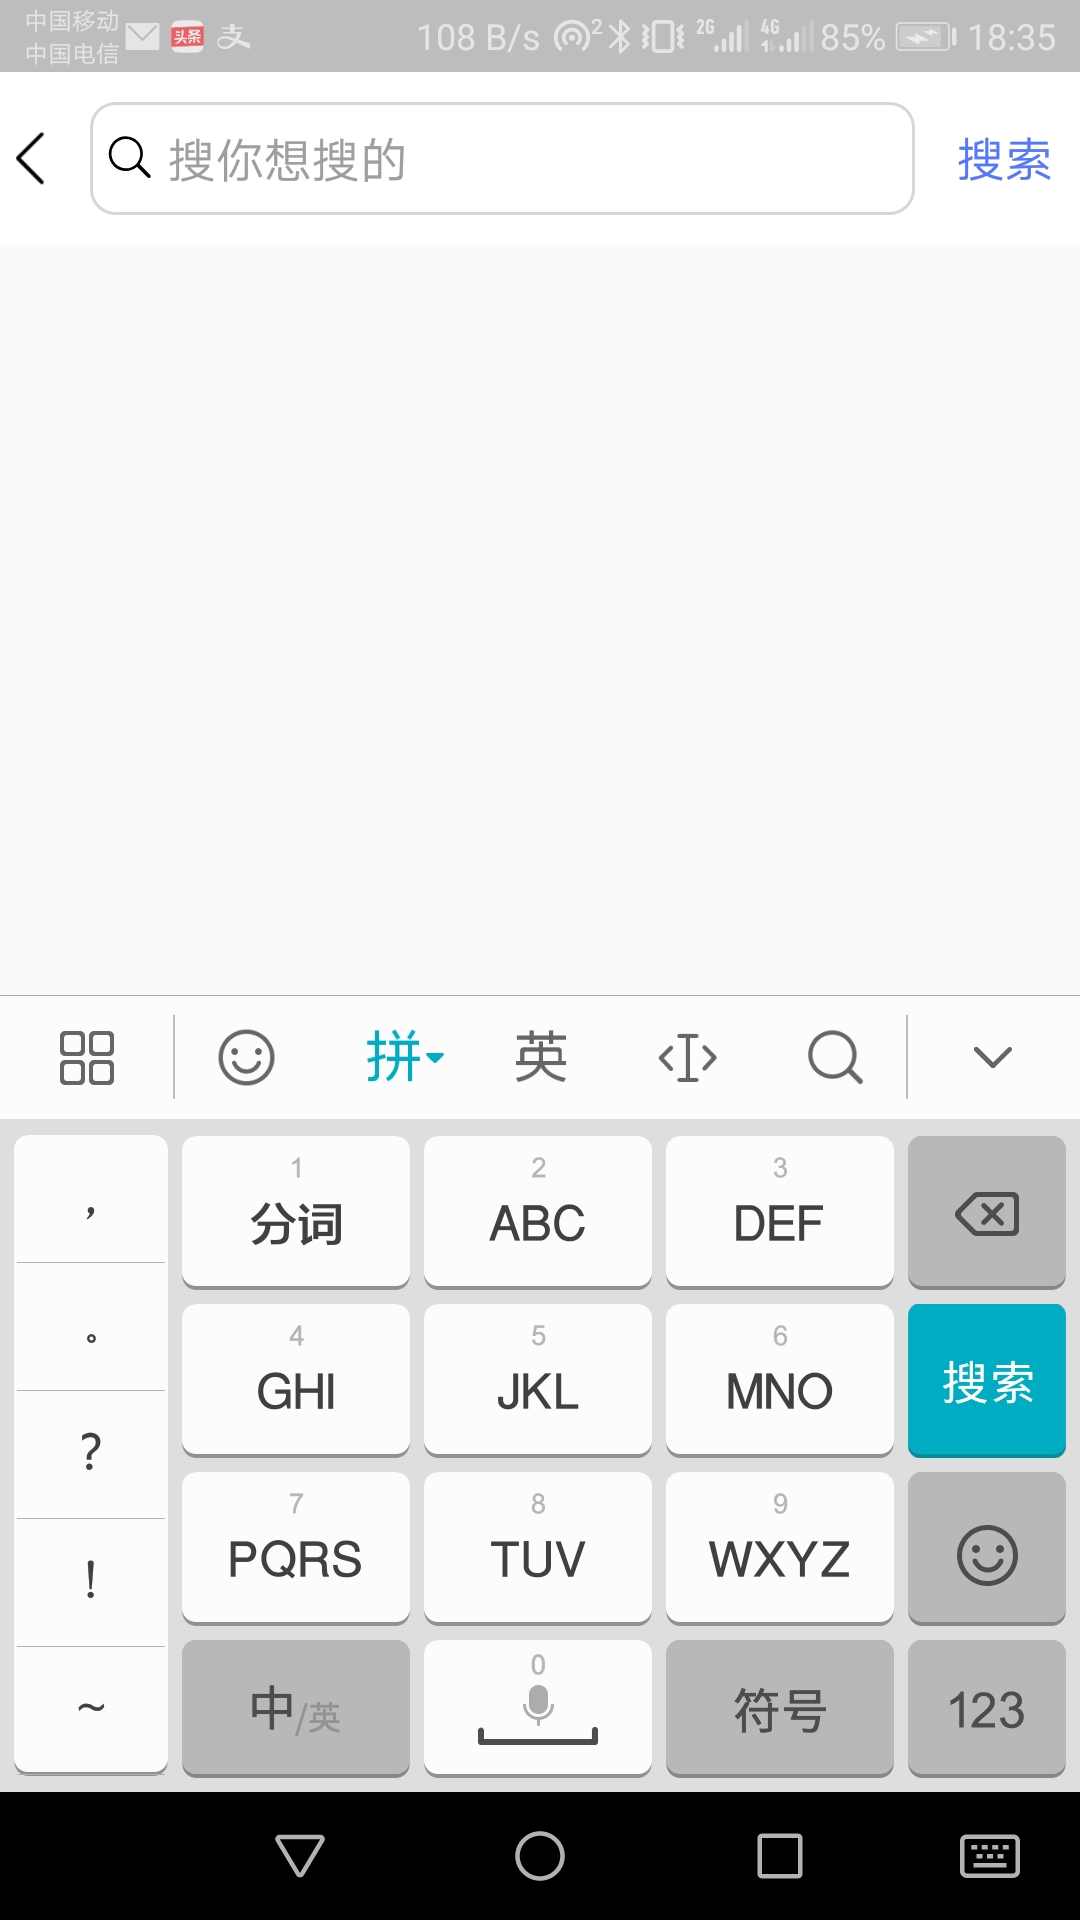 中国移动
中国电信
头条 支 108 B/s 2 2G 4G 85% 18:35
搜你想搜的 搜索
拼 英
， 1 2 3
分词 ABC DEF
。 4 5 6
GHI JKL MNO 搜索
? 7 8 9
! PQRS TUV WXYZ
~ 0
中/英 符号 123